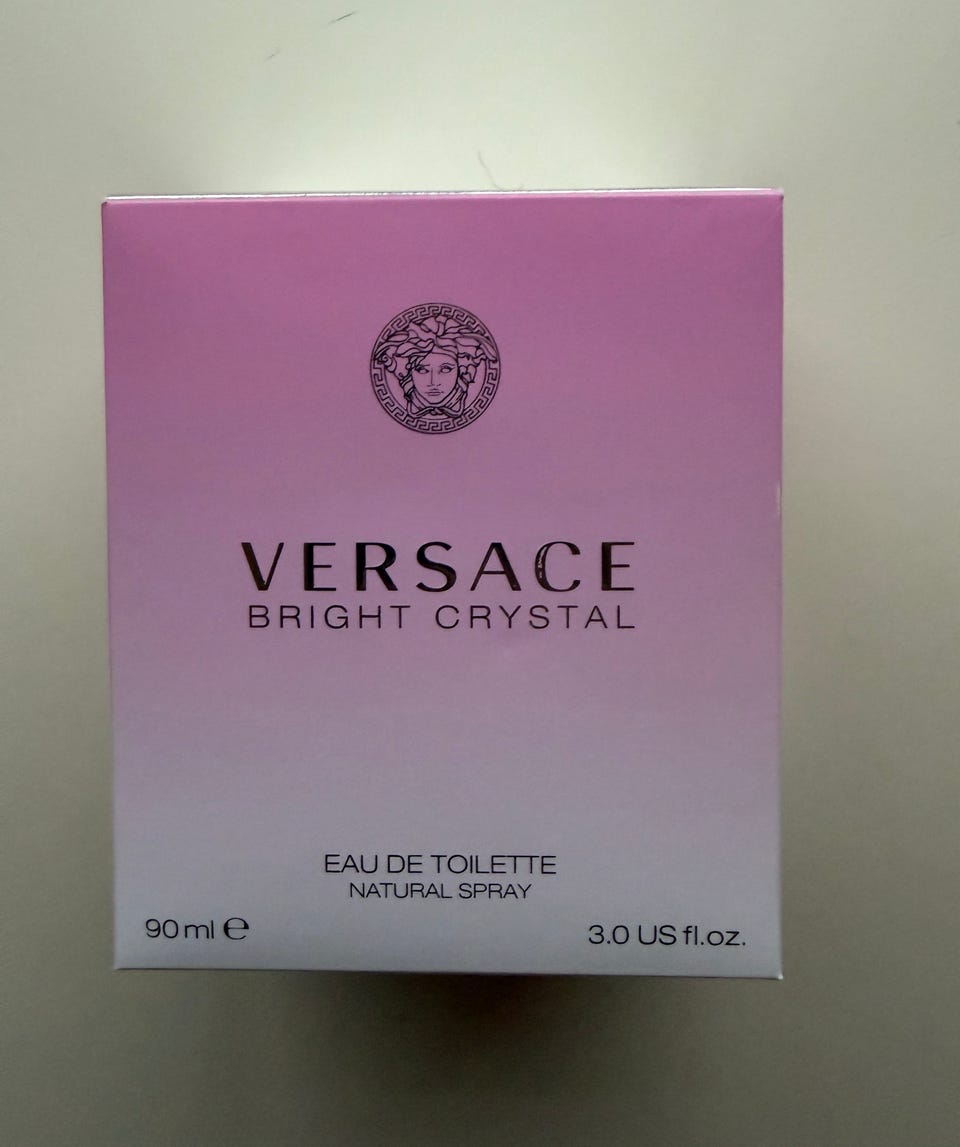 VERSACE
BRIGHT CRYSTAL
EAU DE TOILETTE
NATURAL SPRAY
90 ml ℮
3.0 US fl.oz.